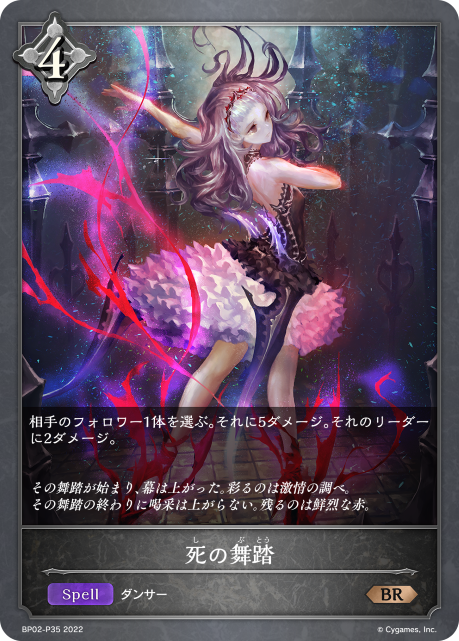 4
相手のフォロワー1体を選ぶ。それに5ダメージ。それのリーダー
に2ダメージ。
その舞踏が始まり、幕は上がった。彩るのは激情の調べ。
その舞踏の終わりに喝采は上がらない。残るのは鮮烈な赤。
し ぶとう
死の舞踏
Spell ダンサー BR
BP02-P35 2022 © Cygames, Inc.